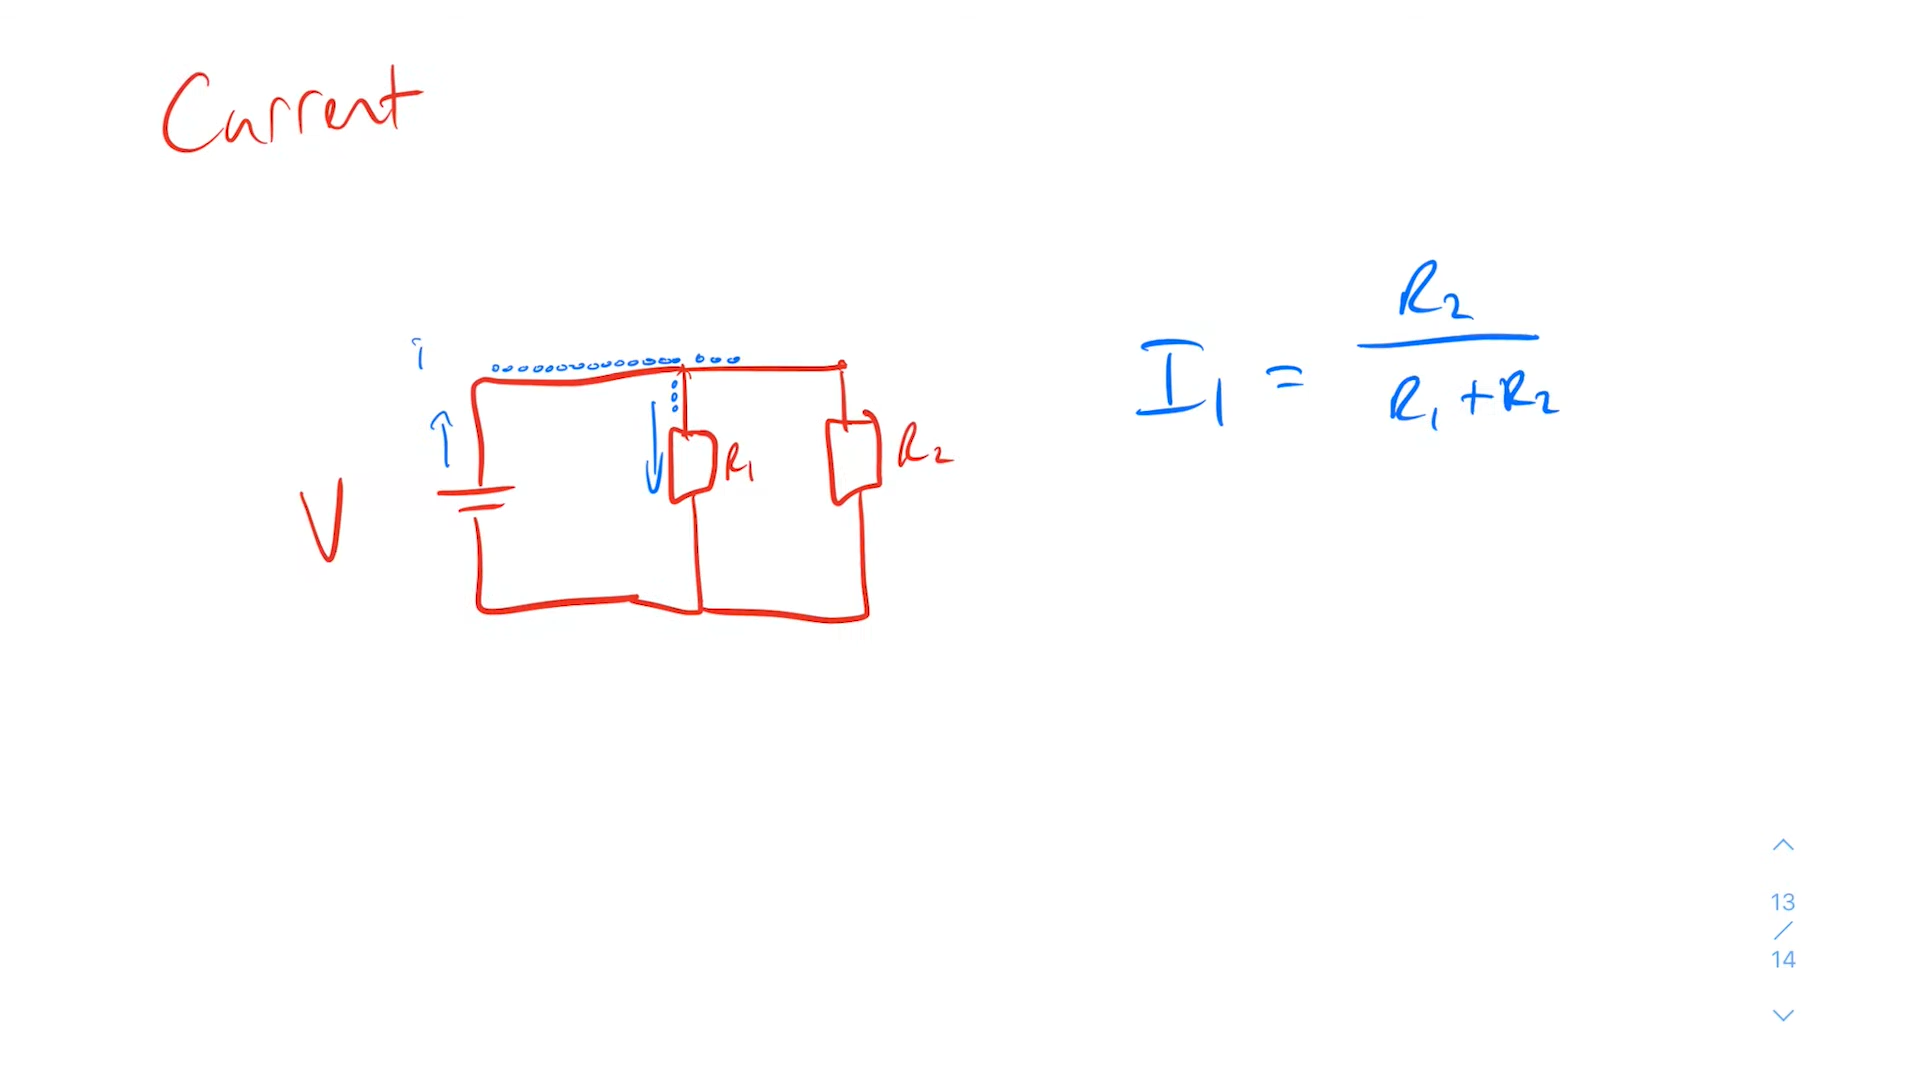 Current
i
V
R1
R2
I1 = R2 / R1 + R2
13
/
14